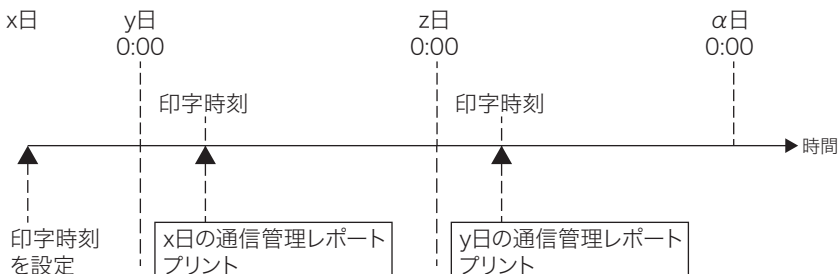 x日
y日
0:00
z日
0:00
α日
0:00
印字時刻
印字時刻
時間
印字時刻
を設定
x日の通信管理レポート
プリント
y日の通信管理レポート
プリント